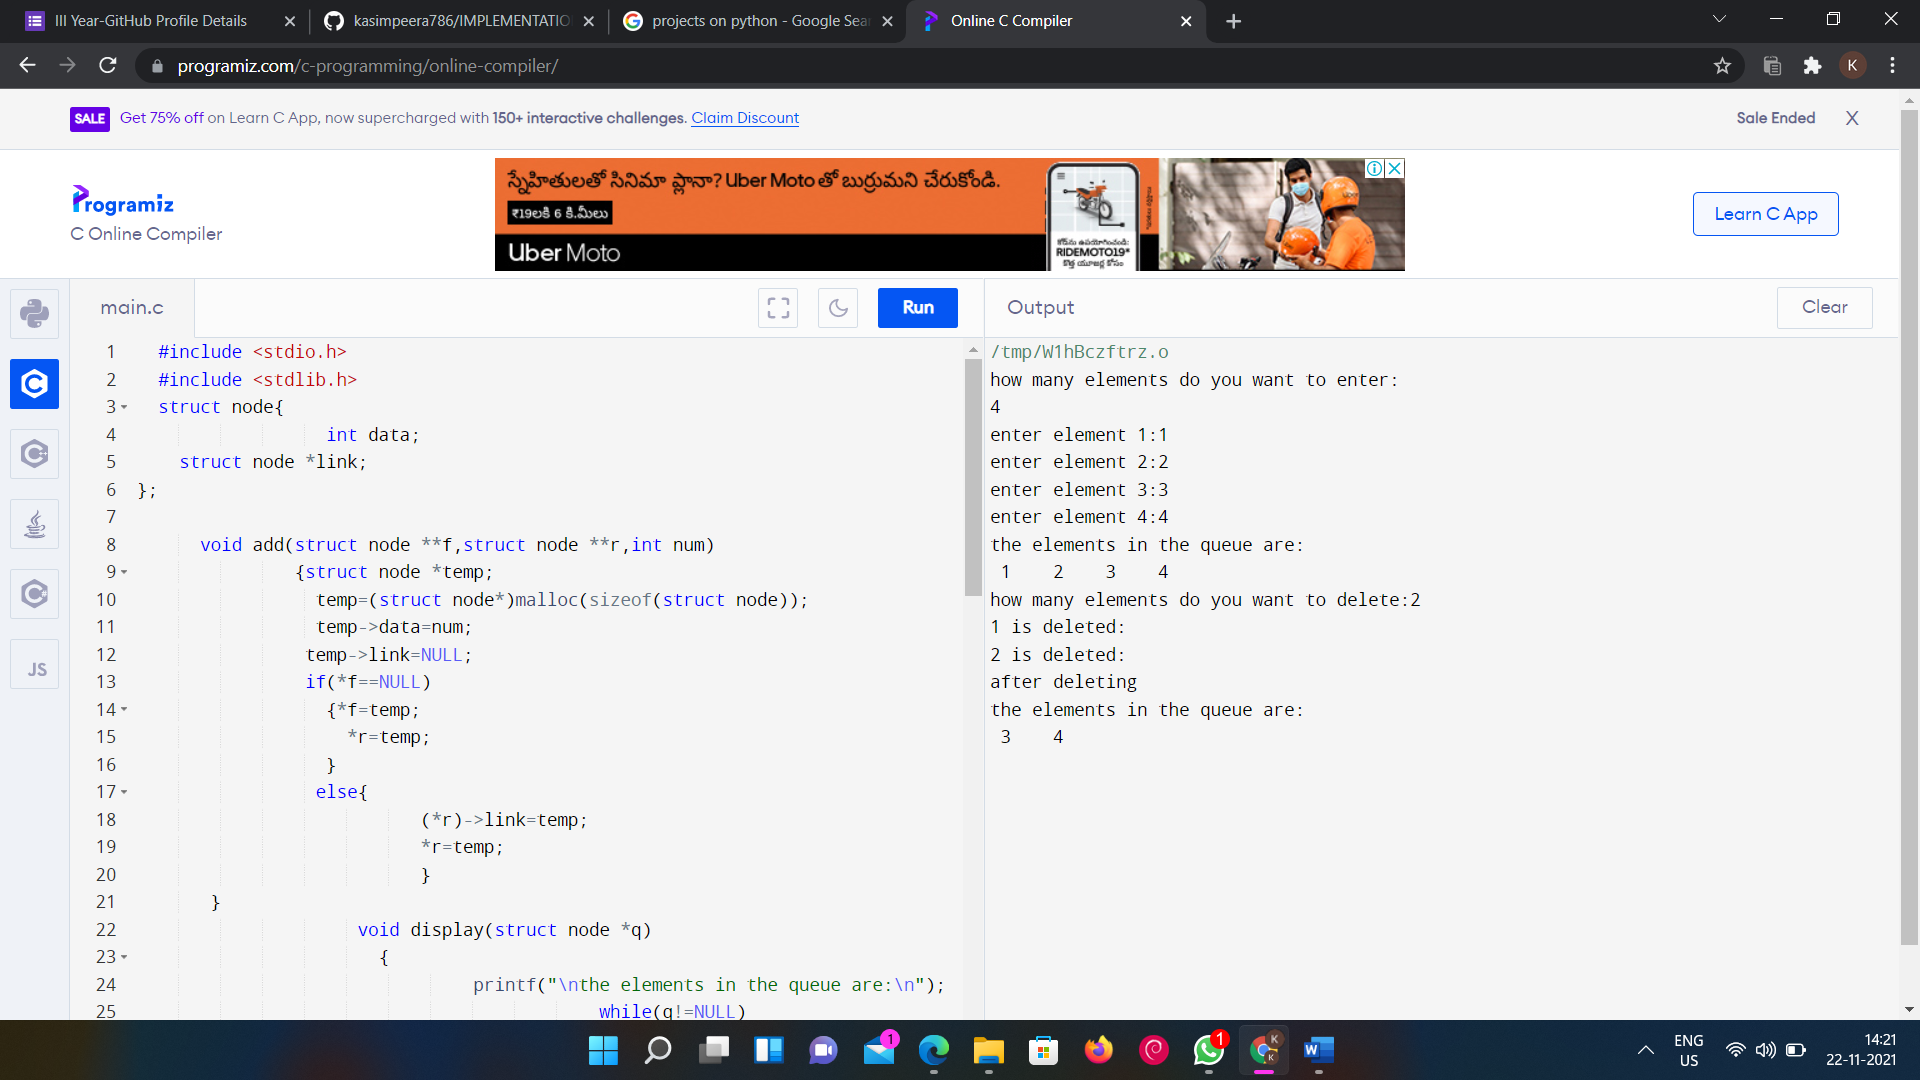 III Year-GitHub Profile Details
kasimpeera786/IMPLEMENTATIO
projects on python - Google Sea
Online C Compiler
programiz.com/c-programming/online-compiler/
K
SALE Get 75% off on Learn C App, now supercharged with 150+ interactive challenges. Claim Discount
Sale Ended X
Programiz
C Online Compiler
స్నేహితులతో సినిమా ప్లానా? Uber Moto తో బుర్రుమని చేరుకోండి.
₹19లకే 6 కి.మీలు
Uber Moto
RIDEMOTO19*
Learn C App
main.c
Run
Output
Clear
1 #include <stdio.h>
2 #include <stdlib.h>
3 struct node{
4 int data;
5 struct node *link;
6 };
7
8 void add(struct node **f,struct node **r,int num)
9 {struct node *temp;
10 temp=(struct node*)malloc(sizeof(struct node));
11 temp->data=num;
12 temp->link=NULL;
13 if(*f==NULL)
14 {*f=temp;
15 *r=temp;
16 }
17 else{
18 (*r)->link=temp;
19 *r=temp;
20 }
21 }
22 void display(struct node *q)
23 {
24 printf("\nthe elements in the queue are:\n");
25 while(q!=NULL)
/tmp/W1hBczftrz.o
how many elements do you want to enter:
4
enter element 1:1
enter element 2:2
enter element 3:3
enter element 4:4
the elements in the queue are:
1 2 3 4
how many elements do you want to delete:2
1 is deleted:
2 is deleted:
after deleting
the elements in the queue are:
3 4
JS
1
1
K
K
W
ENG
US
14:21
22-11-2021